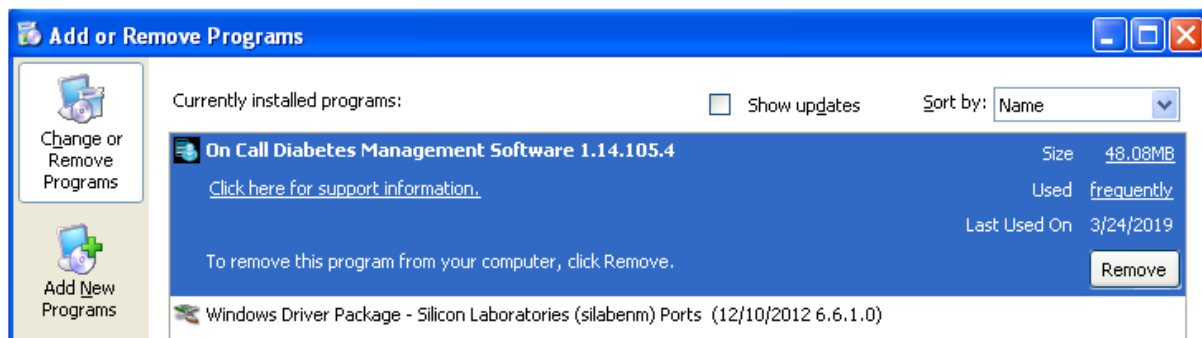 Add or Remove Programs
Change or
Remove
Programs
Add New
Programs
Currently installed programs:
Show updates
Sort by: Name
On Call Diabetes Management Software 1.14.105.4
Size 48.08MB
Click here for support information.
Used frequently
Last Used On 3/24/2019
To remove this program from your computer, click Remove.
Remove
Windows Driver Package - Silicon Laboratories (silabenm) Ports (12/10/2012 6.6.1.0)